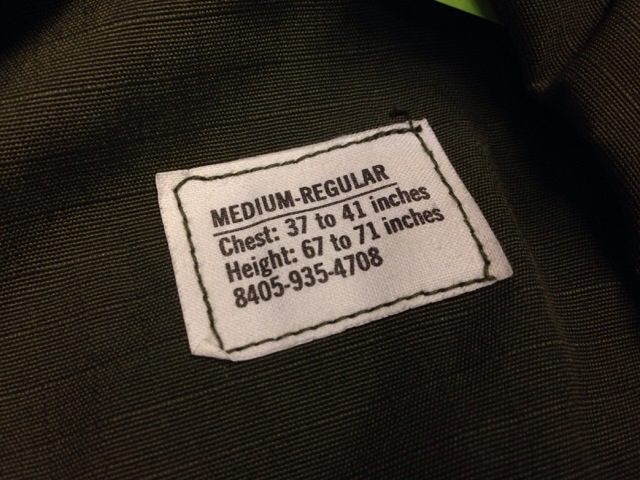 MEDIUM-REGULAR
Chest: 37 to 41 inches
Height: 67 to 71 inches
8405-935-4708